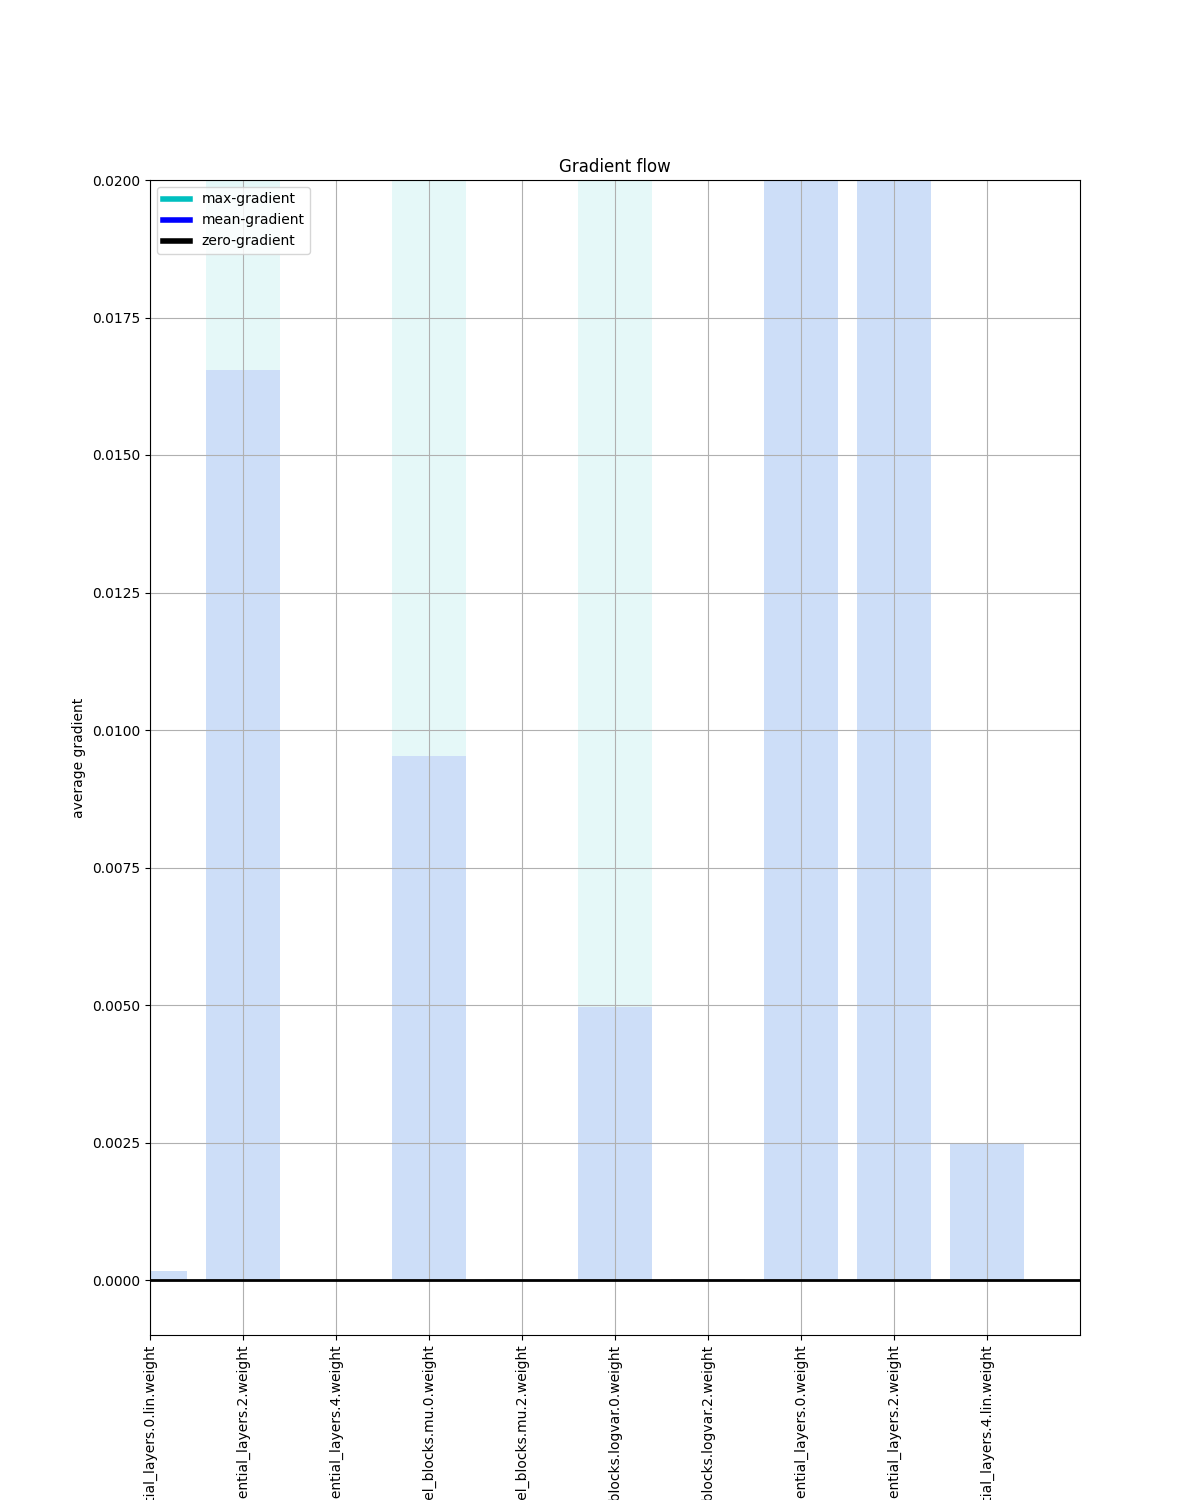 Gradient flow
max-gradient
mean-gradient
zero-gradient
0.0200
0.0175
0.0150
0.0125
0.0100
0.0075
0.0050
0.0025
0.0000
average gradient
tial_layers.0.lin.weight
ential_layers.2.weight
ential_layers.4.weight
el_blocks.mu.0.weight
el_blocks.mu.2.weight
blocks.logvar.0.weight
blocks.logvar.2.weight
ential_layers.0.weight
ential_layers.2.weight
tial_layers.4.lin.weight